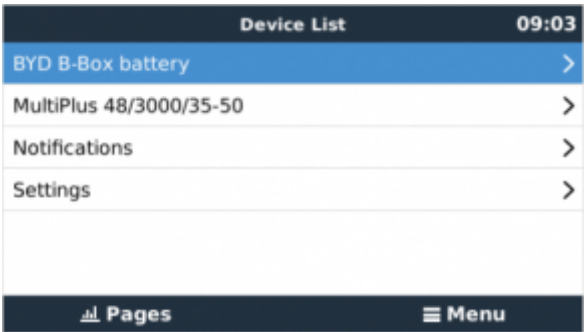 Device List 09:03
BYD B-Box battery
MultiPlus 48/3000/35-50
Notifications
Settings
Pages Menu